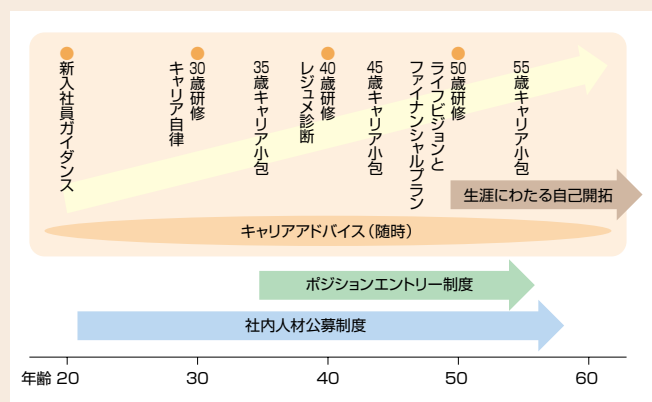 新入社員ガイダンス
30歳研修
キャリア自律
35歳キャリア小包
40歳研修
レジュメ診断
45歳キャリア小包
50歳研修
ライフビジョンと
ファイナンシャルプラン
55歳キャリア小包
生涯にわたる自己開拓
キャリアアドバイス（随時）
ポジションエントリー制度
社内人材公募制度
年齢 20 30 40 50 60